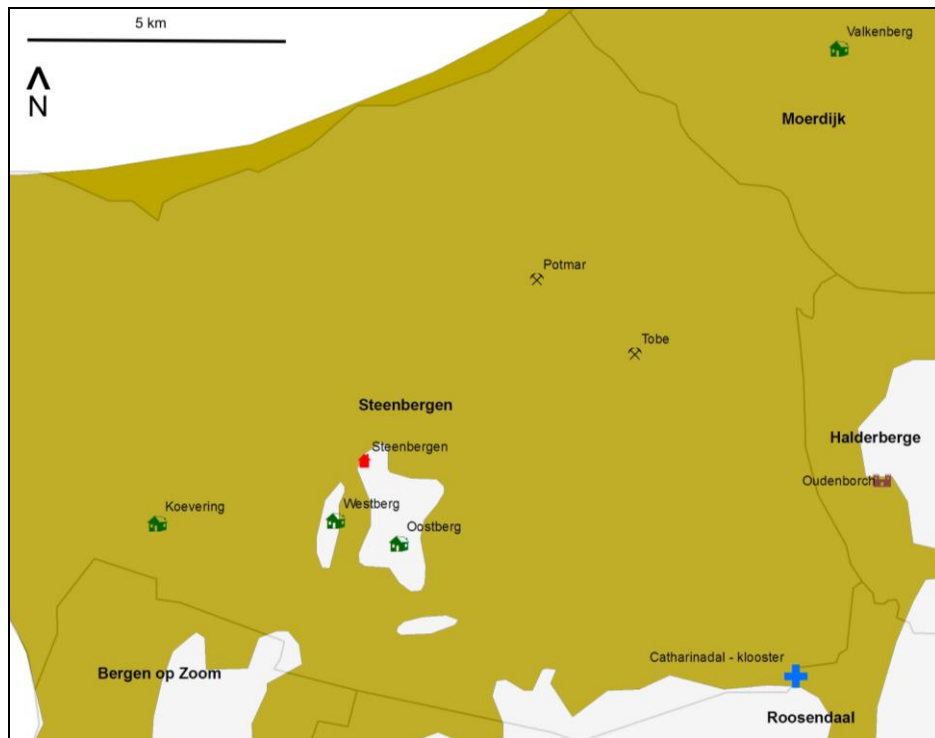 5 km
N
Valkenberg
Moerdijk
Potmar
Tobe
Steenbergen
Steenbergen
Halderberge
Oudenborch
Westberg
Koevering
Oostberg
Catharinadal - klooster
Bergen op Zoom
Roosendaal